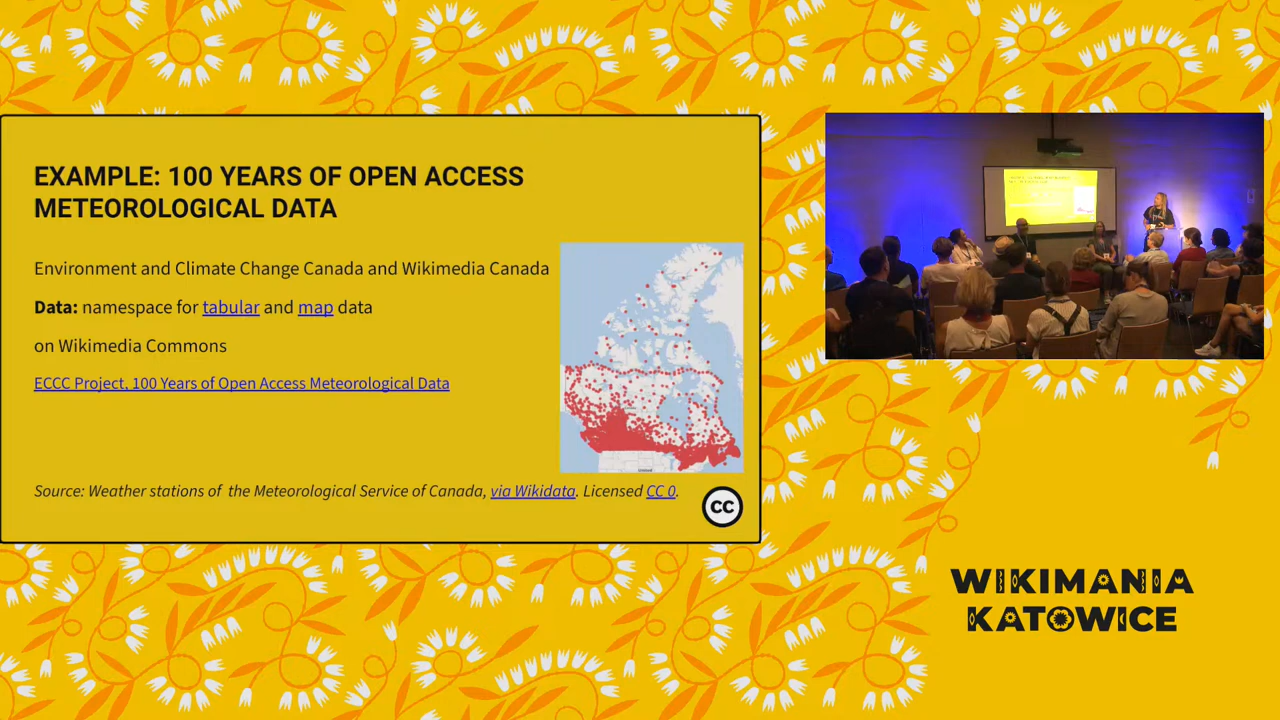 EXAMPLE: 100 YEARS OF OPEN ACCESS
METEOROLOGICAL DATA
Environment and Climate Change Canada and Wikimedia Canada
Data: namespace for tabular and map data
on Wikimedia Commons
ECCC Project, 100 Years of Open Access Meteorological Data
Source: Weather stations of the Meteorological Service of Canada, via Wikidata. Licensed CC 0.
CC
WIKIMANIA
KATOWICE